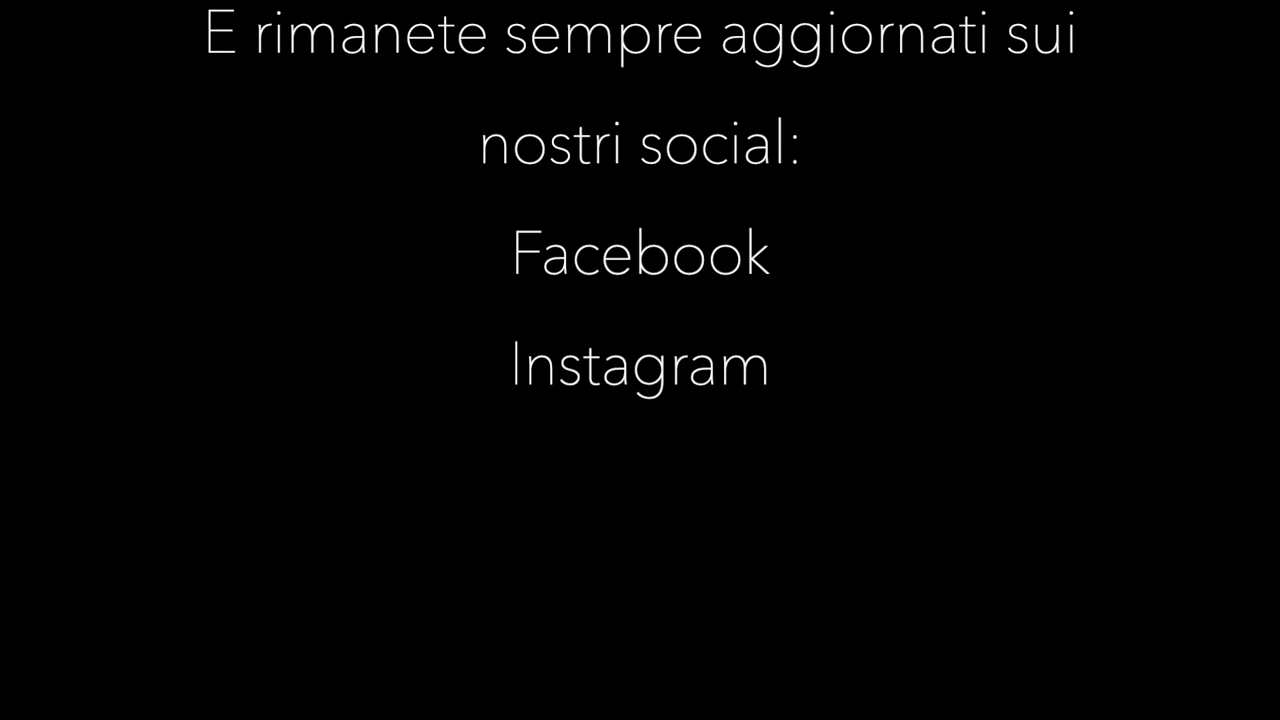 E rimanete sempre aggiornati sui
nostri social:
Facebook
Instagram